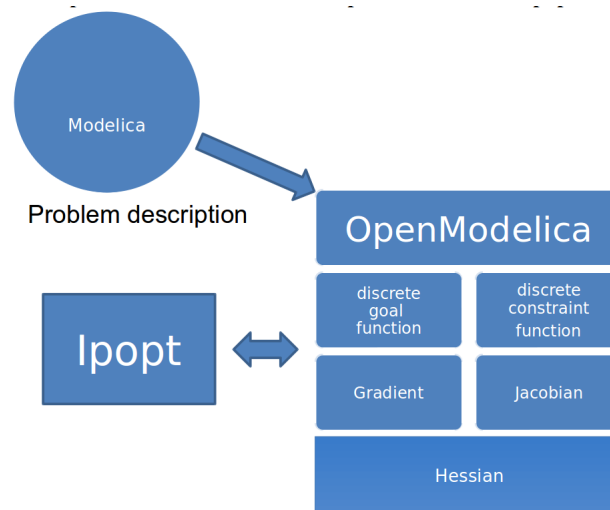 Modelica
Problem description
OpenModelica
discrete
goal
function
discrete
constraint
function
Ipopt
Gradient
Jacobian
Hessian